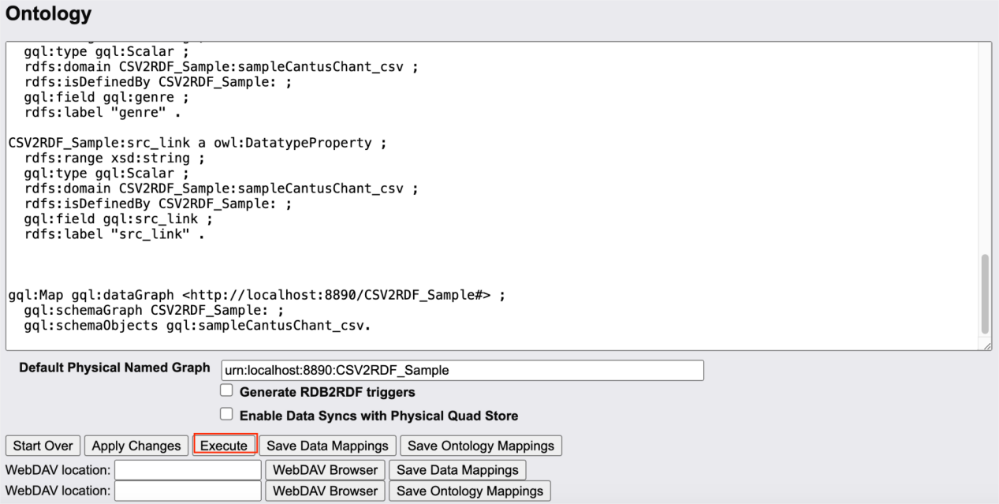 Ontology
gql:type gql:Scalar ;
rdfs:domain CSV2RDF_Sample:sampleCantusChant_csv ;
rdfs:isDefinedBy CSV2RDF_Sample: ;
gql:field gql:genre ;
rdfs:label "genre" .
CSV2RDF_Sample:src_link a owl:DatatypeProperty ;
rdfs:range xsd:string ;
gql:type gql:Scalar ;
rdfs:domain CSV2RDF_Sample:sampleCantusChant_csv ;
rdfs:isDefinedBy CSV2RDF_Sample: ;
gql:field gql:src_link ;
rdfs:label "src_link" .
gql:Map gql:dataGraph <http://localhost:8890/CSV2RDF_Sample#> ;
gql:schemaGraph CSV2RDF_Sample: ;
gql:schemaObjects gql:sampleCantusChant_csv.
Default Physical Named Graph urn:localhost:8890:CSV2RDF_Sample
Generate RDB2RDF triggers
Enable Data Syncs with Physical Quad Store
Start Over Apply Changes Execute Save Data Mappings Save Ontology Mappings
WebDAV location: WebDAV Browser Save Data Mappings
WebDAV location: WebDAV Browser Save Ontology Mappings